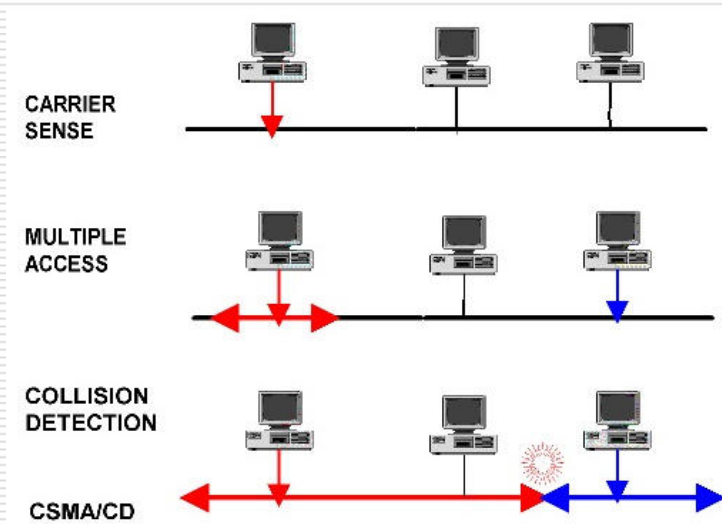 CARRIER
SENSE
MULTIPLE
ACCESS
COLLISION
DETECTION
CSMA/CD